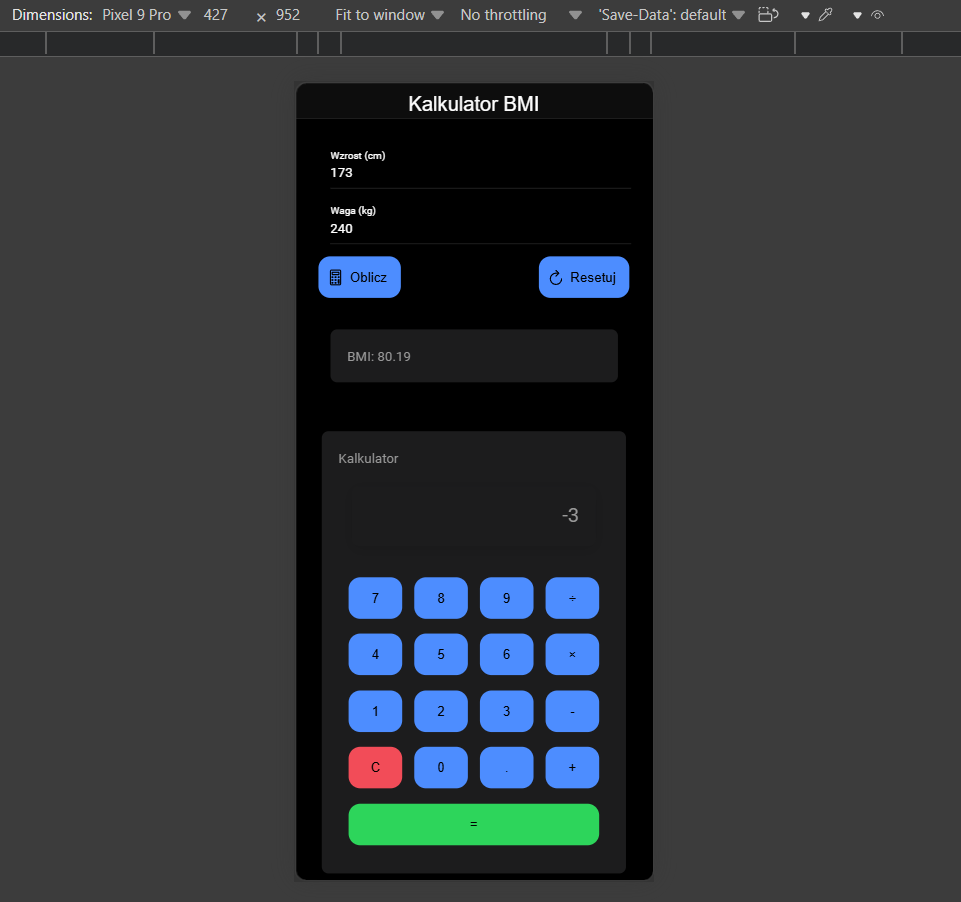 Dimensions: Pixel 9 Pro 427 × 952 Fit to window No throttling 'Save-Data': default
Kalkulator BMI
Wzrost (cm)
173
Waga (kg)
240
Oblicz Resetuj
BMI: 80.19
Kalkulator
-3
7 8 9 ÷
4 5 6 ×
1 2 3 -
C 0 . +
=